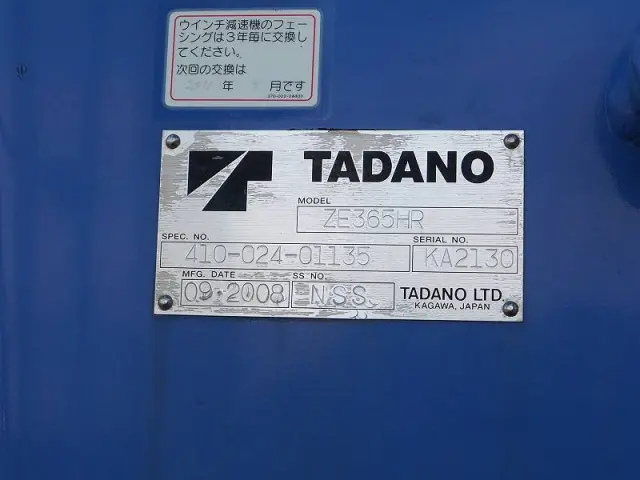 ウインチ減速機のフェー
シングは3年毎に交換し
てください。
次回の交換は
年 月です
TADANO
MODEL
ZE365HR
SPEC. NO. SERIAL NO.
410-024-01135 KA2130
MFG. DATE SS NO.
09-2008 N.S.S. TADANO LTD.
KAGAWA, JAPAN